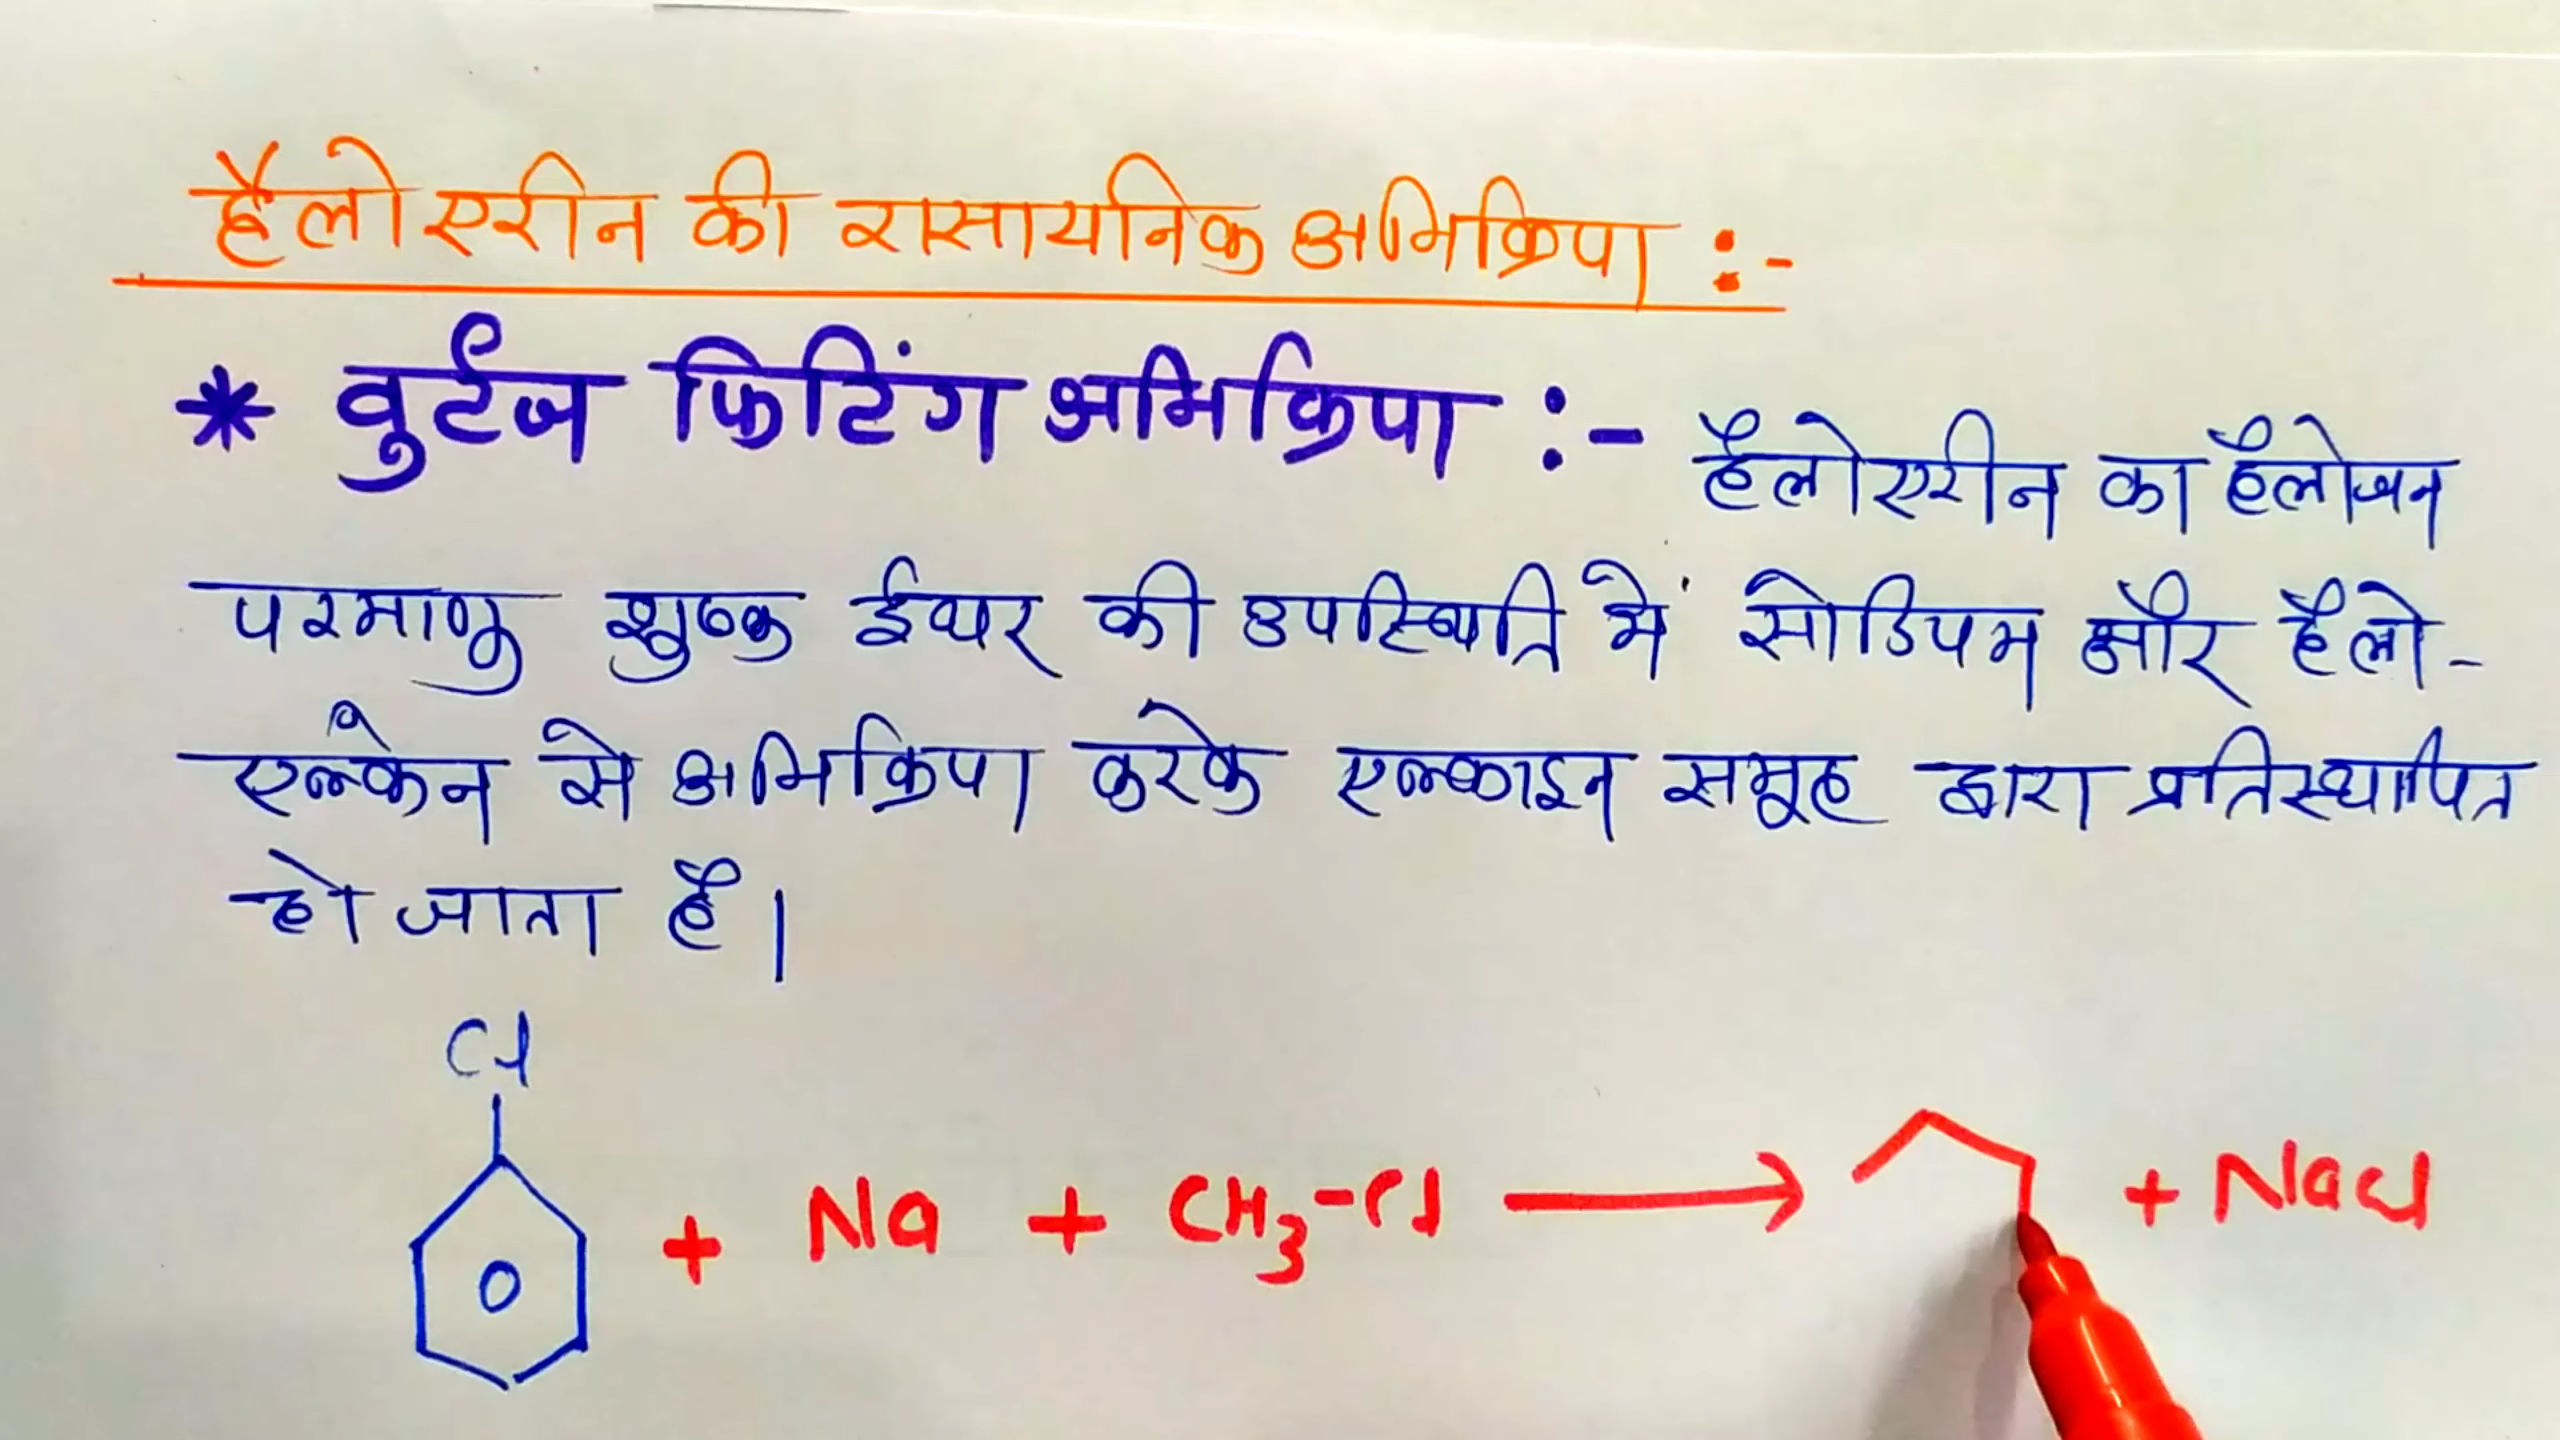 हैलोएरीन की रासायनिक अभिक्रिया :-
* वुर्टज फिटिंग अभिक्रिया :- हैलोएरीन का हैलोजन
परमाणु शुष्क ईथर की उपस्थिति में सोडियम और हैलो-
एल्केन से अभिक्रिया करके एल्काइन समूह द्वारा प्रतिस्थापित
हो जाता है।
Cl
+ Na + CH3-Cl ⟶ + Nacl